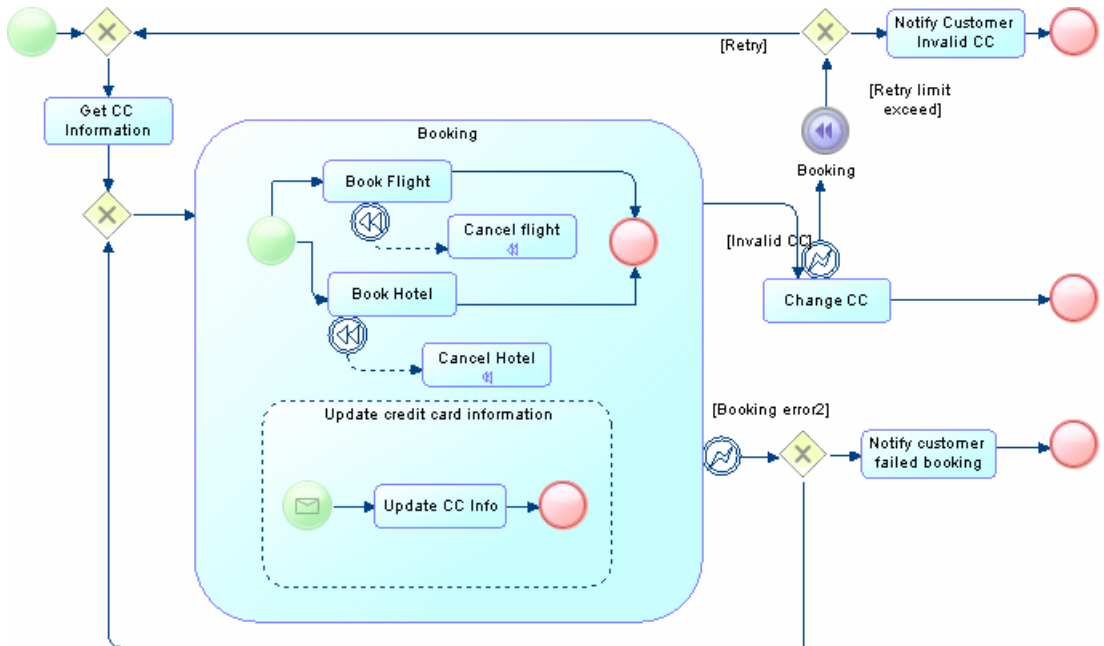 Notify Customer
Invalid CC
[Retry]
[Retry limit
exceed]
Get CC
Information
Booking
Booking
Book Flight
Cancel flight
[Invalid CC]
Book Hotel
Change CC
Cancel Hotel
Update credit card information
[Booking error2]
Notify customer
failed booking
Update CC Info